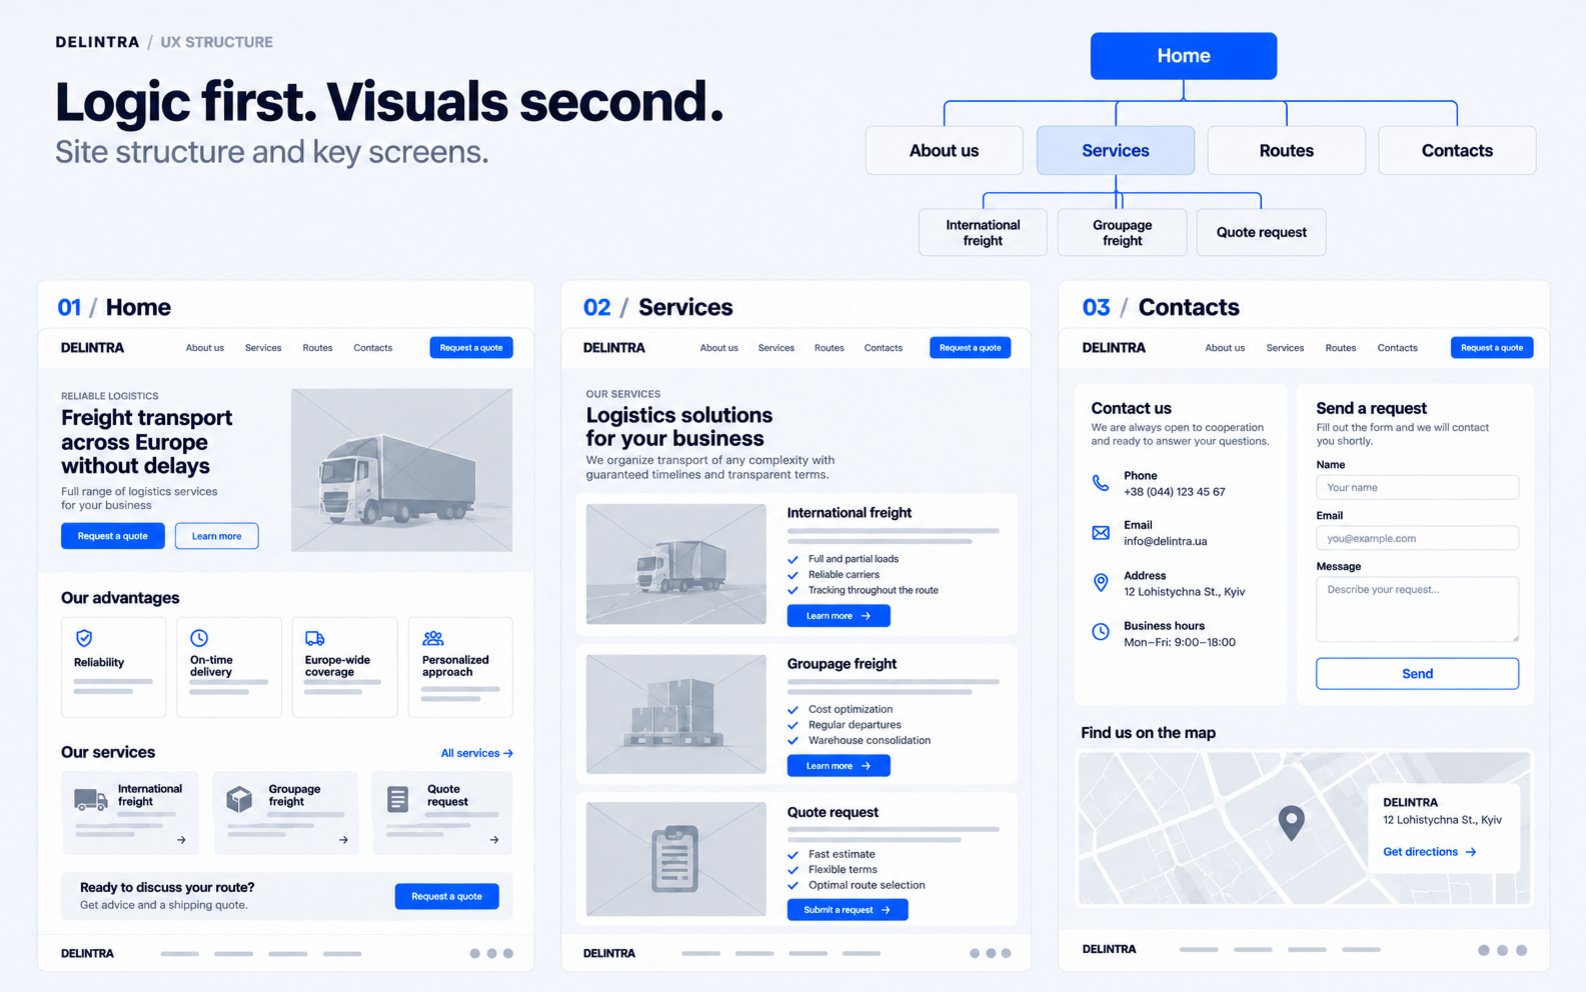 DELINTRA / UX STRUCTURE
Logic first. Visuals second.
Site structure and key screens.
Home
About us
Services
Routes
Contacts
International
freight
Groupage
freight
Quote request
01 / Home
DELINTRA
About us
Services
Routes
Contacts
Request a quote
RELIABLE LOGISTICS
Freight transport
across Europe
without delays
Full range of logistics services
for your business
Request a quote
Learn more
Our advantages
Reliability
On-time
delivery
Europe-wide
coverage
Personalized
approach
Our services
All services →
International
freight
→
Groupage
freight
→
Quote
request
→
Ready to discuss your route?
Get advice and a shipping quote.
Request a quote
DELINTRA
02 / Services
DELINTRA
About us
Services
Routes
Contacts
Request a quote
OUR SERVICES
Logistics solutions
for your business
We organize transport of any complexity with
guaranteed timelines and transparent terms.
International freight
Full and partial loads
Reliable carriers
Tracking throughout the route
Learn more →
Groupage freight
Cost optimization
Regular departures
Warehouse consolidation
Learn more →
Quote request
Fast estimate
Flexible terms
Optimal route selection
Submit a request →
DELINTRA
03 / Contacts
DELINTRA
About us
Services
Routes
Contacts
Request a quote
Contact us
We are always open to cooperation
and ready to answer your questions.
Phone
+38 (044) 123 45 67
Email
info@delintra.ua
Address
12 Lohistychna St., Kyiv
Business hours
Mon–Fri: 9:00–18:00
Send a request
Fill out the form and we will contact
you shortly.
Name
Your name
Email
you@example.com
Message
Describe your request...
Send
Find us on the map
DELINTRA
12 Lohistychna St., Kyiv
Get directions →
DELINTRA